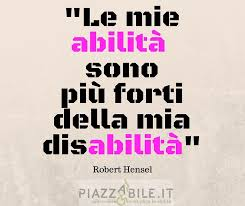 "Le mie
abilità
sono
più forti
della mia
disabilità"
Robert Hensel
PIAZZABILE.IT